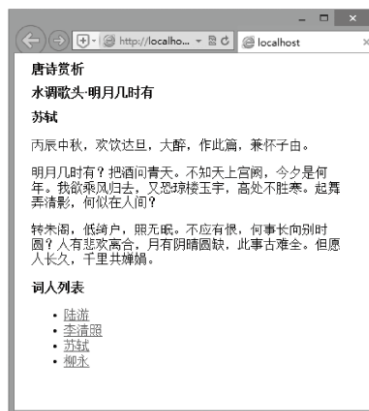 http://localho...
localhost
唐诗赏析
水调歌头·明月几时有
苏轼
丙辰中秋，欢饮达旦，大醉，作此篇，兼怀子由。
明月几时有？把酒问青天。不知天上宫阙，今夕是何
年。我欲乘风归去，又恐琼楼玉宇，高处不胜寒。起舞
弄清影，何似在人间？
转朱阁，低绮户，照无眠。不应有恨，何事长向别时
圆？人有悲欢离合，月有阴晴圆缺，此事古难全。但愿
人长久，千里共婵娟。
词人列表
陆游
李清照
苏轼
柳永